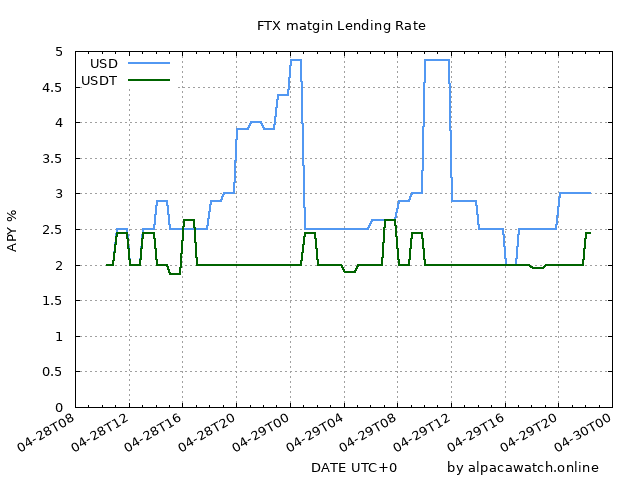 FTX matgin Lending Rate
USD
USDT
5
4.5
4
3.5
3
2.5
2
1.5
1
0.5
0
APY %
04-28T08
04-28T12
04-28T16
04-28T20
04-29T00
04-29T04
04-29T08
04-29T12
04-29T16
04-29T20
04-30T00
DATE UTC+0
by alpacawatch.online